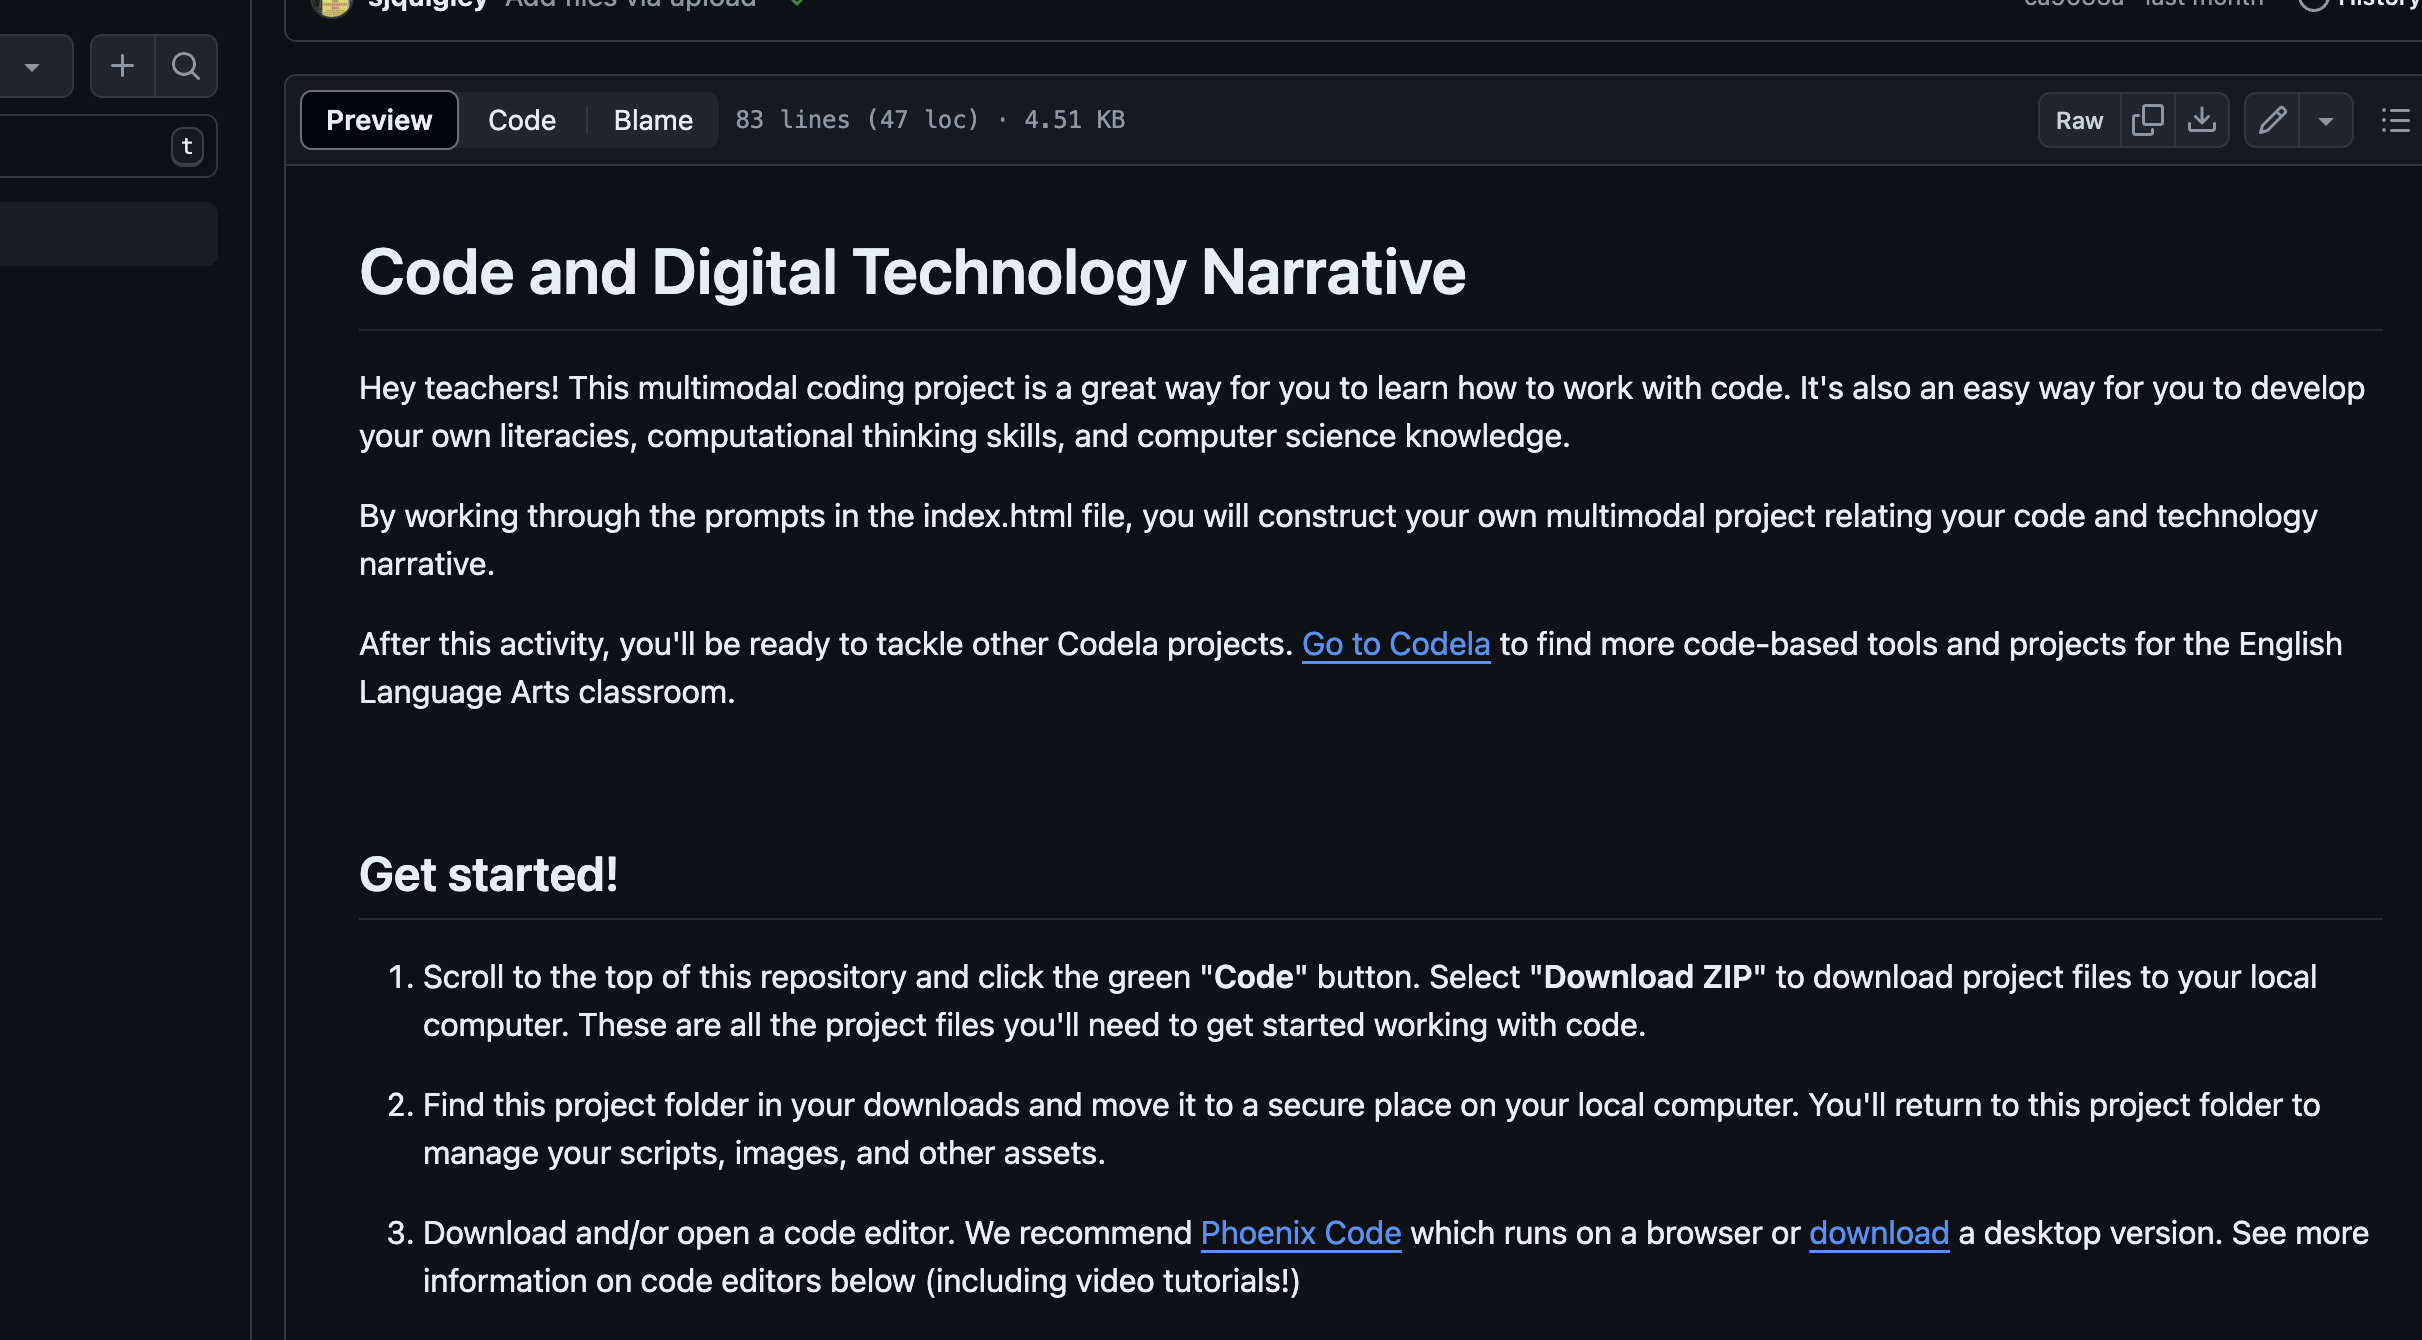 sjquigley Add files via upload
last month History
t
Preview Code Blame 83 lines (47 loc) · 4.51 KB Raw
Code and Digital Technology Narrative
Hey teachers! This multimodal coding project is a great way for you to learn how to work with code. It's also an easy way for you to develop
your own literacies, computational thinking skills, and computer science knowledge.
By working through the prompts in the index.html file, you will construct your own multimodal project relating your code and technology
narrative.
After this activity, you'll be ready to tackle other Codela projects. Go to Codela to find more code-based tools and projects for the English
Language Arts classroom.
Get started!
1. Scroll to the top of this repository and click the green "Code" button. Select "Download ZIP" to download project files to your local
computer. These are all the project files you'll need to get started working with code.
2. Find this project folder in your downloads and move it to a secure place on your local computer. You'll return to this project folder to
manage your scripts, images, and other assets.
3. Download and/or open a code editor. We recommend Phoenix Code which runs on a browser or download a desktop version. See more
information on code editors below (including video tutorials!)